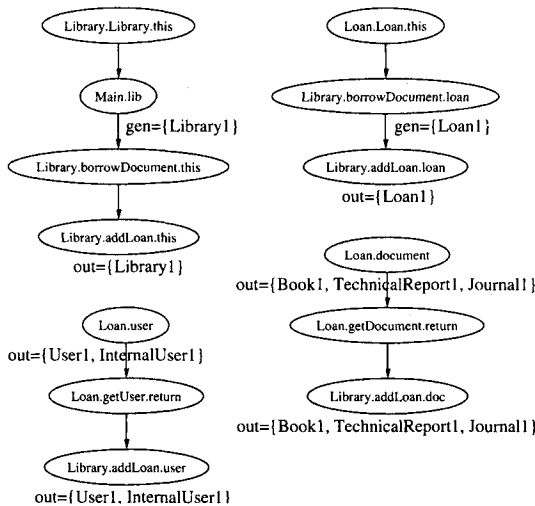 Library.Library.this
Main.lib
gen={Library1}
Library.borrowDocument.this
Library.addLoan.this
out={Library1}
Loan.Loan.this
Library.borrowDocument.loan
gen={Loan1}
Library.addLoan.loan
out={Loan1}
Loan.user
out={User1, InternalUser1}
Loan.getUser.return
Library.addLoan.user
out={User1, InternalUser1}
Loan.document
out={Book1, TechnicalReport1, Journal1}
Loan.getDocument.return
Library.addLoan.doc
out={Book1, TechnicalReport1, Journal1}